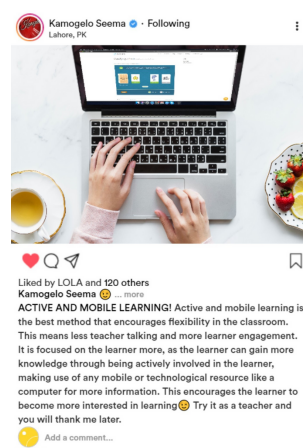 Kamogelo Seema · Following
Lahore, PK
Liked by LOLA and 120 others
Kamogelo Seema ... more
ACTIVE AND MOBILE LEARNING! Active and mobile learning is
the best method that encourages flexibility in the classroom.
This means less teacher talking and more learner engagement.
It is focused on the learner more, as the learner can gain more
knowledge through being actively involved in the learner,
making use of any mobile or technological resource like a
computer for more information. This encourages the learner to
become more interested in learning Try it as a teacher and
you will thank me later.
Add a comment...